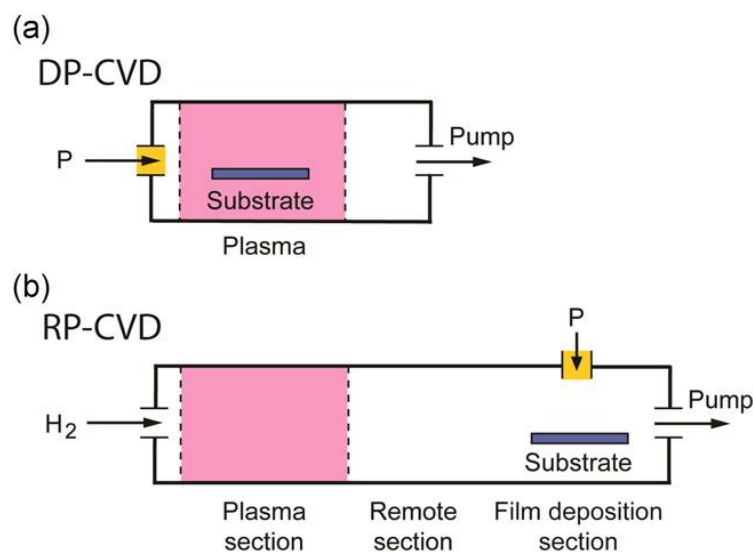 (a)
DP-CVD
P
Pump
Substrate
Plasma
(b)
RP-CVD
P
H₂
Pump
Substrate
Plasma section
Remote section
Film deposition section